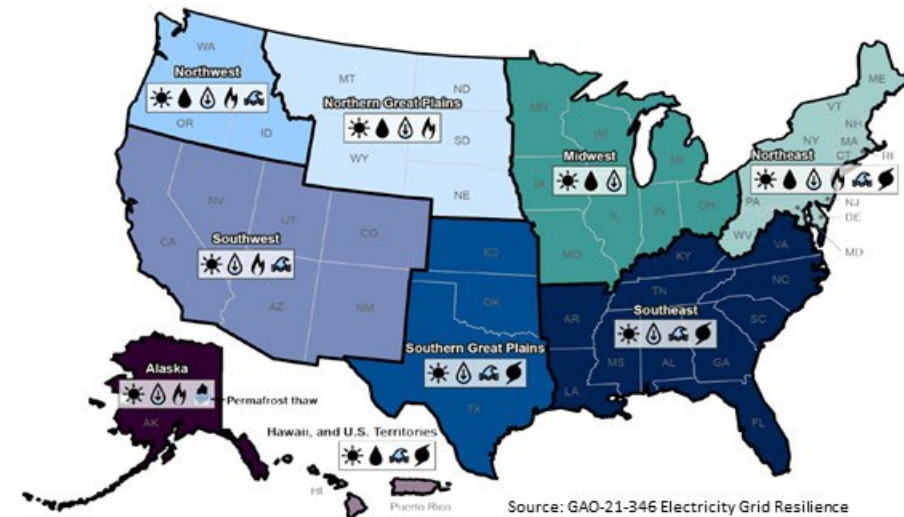 WA
Northwest
OR
ID
MT
ND
Northern Great Plains
WY
SD
NE
MN
WI
MI
Midwest
IA
IL
IN
OH
MO
ME
VT
NH
NY
MA
CT
RI
Northeast
PA
NJ
DE
WV
MD
NV
UT
CO
CA
Southwest
AZ
NM
KS
OK
Southern Great Plains
TX
KY
VA
TN
NC
Southeast
AR
SC
MS
AL
GA
LA
FL
Alaska
Permafrost thaw
AK
Hawaii, and U.S. Territories
HI
Puerto Rico
Source: GAO-21-346 Electricity Grid Resilience